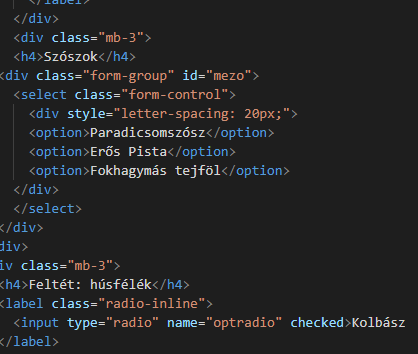 </label>
</div>
<div class="mb-3">
<h4>Szószok</h4>
<div class="form-group" id="mezo">
<select class="form-control">
<div style="letter-spacing: 20px;">
<option>Paradicsomszósz</option>
<option>Erős Pista</option>
<option>Fokhagymás tejföl</option>
</div>
</select>
</div>
div>
iv class="mb-3">
<h4>Feltét: húsfélék</h4>
<label class="radio-inline">
<input type="radio" name="optradio" checked>Kolbász
</label>